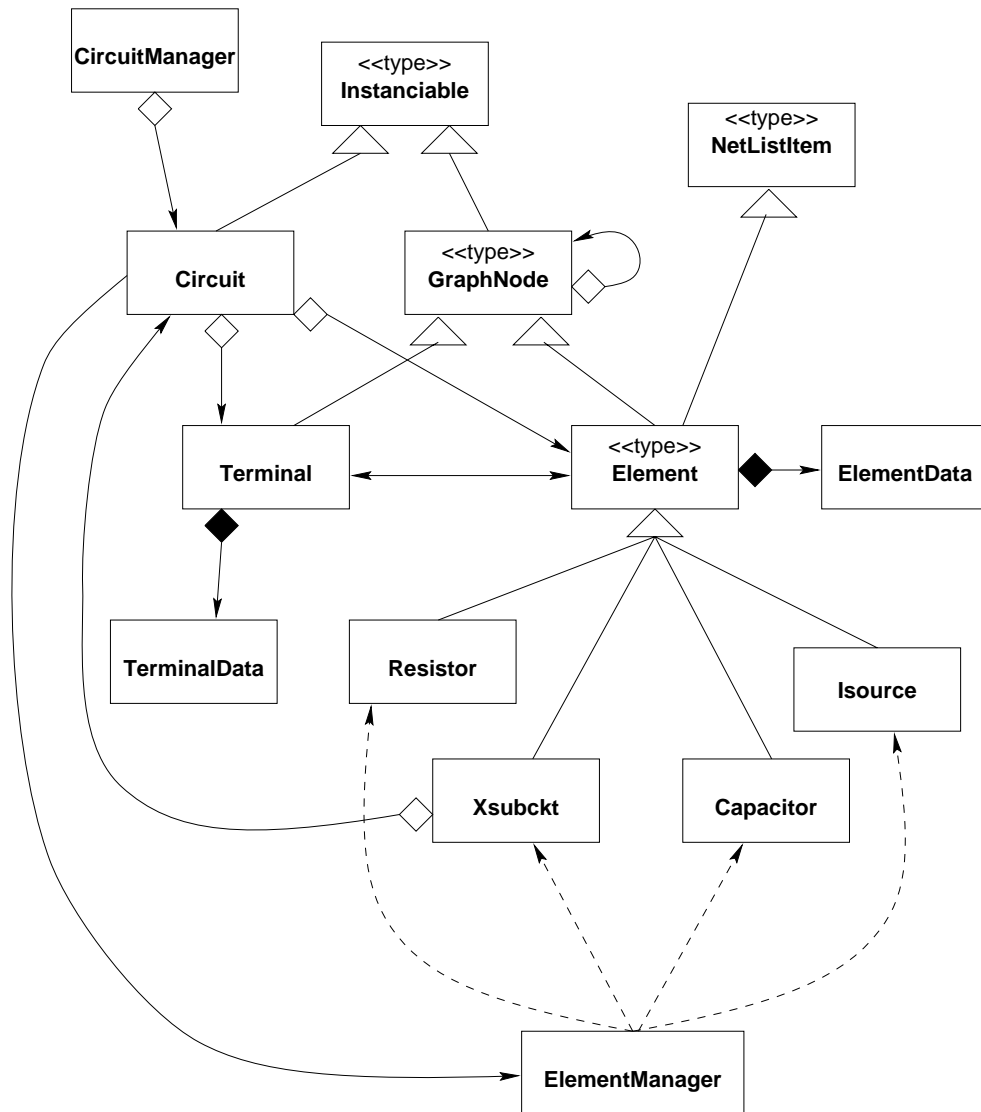 CircuitManager
<<type>>
Instanciable
<<type>>
NetListItem
Circuit
<<type>>
GraphNode
Terminal
<<type>>
Element
ElementData
TerminalData
Resistor
Isource
Xsubckt
Capacitor
ElementManager